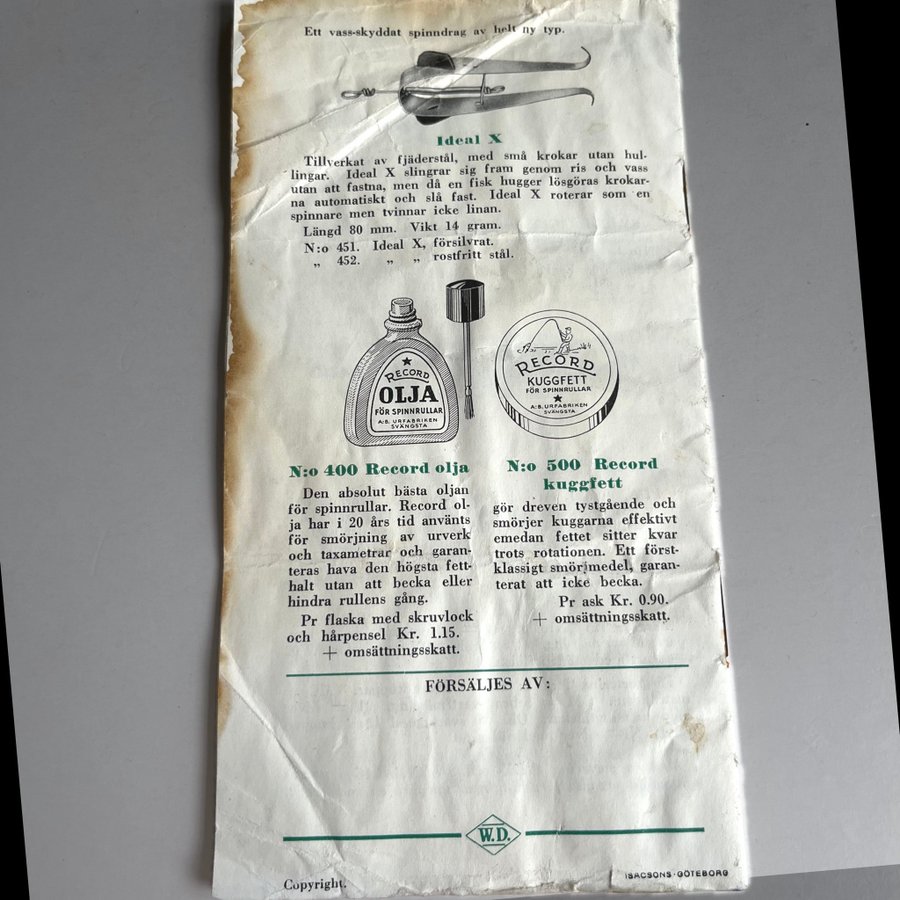 Ett vass-skyddat spinndrag av helt ny typ.
Ideal X
Tillverkat av fjäderstål, med små krokar utan hul-
lingar. Ideal X slingrar sig fram genom ris och vass
utan att fastna, men då en fisk hugger lösgöras krokar-
na automatiskt och slå fast. Ideal X roterar som en
spinnare men tvinnar icke linan.
Längd 80 mm. Vikt 14 gram.
N:o 451. Ideal X, försilvrat.
„ 452. „ „ rostfritt stål.
RECORD
OLJA
FÖR SPINNRULLAR
A.-B. URFABRIKEN
SVÄNGSTA
RECORD
KUGGFETT
FÖR SPINNRULLAR
A.-B. URFABRIKEN
SVÄNGSTA
N:o 400 Record olja
Den absolut bästa oljan
för spinnrullar. Record ol-
ja har i 20 års tid använts
för smörjning av urverk
och taxametrar och garan-
teras hava den högsta fett-
halt utan att becka eller
hindra rullens gång.
Pr flaska med skruvlock
och hårpensel Kr. 1.15.
+ omsättningsskatt.
N:o 500 Record
kuggfett
gör dreven tystgående och
smörjer kuggarna effektivt
emedan fettet sitter kvar
trots rotationen. Ett först-
klassigt smörjmedel, garan-
terat att icke becka.
Pr ask Kr. 0.90.
+ omsättningsskatt.
FÖRSÄLJES AV:
W.D.
Copyright.
ISACSONS · GÖTEBORG